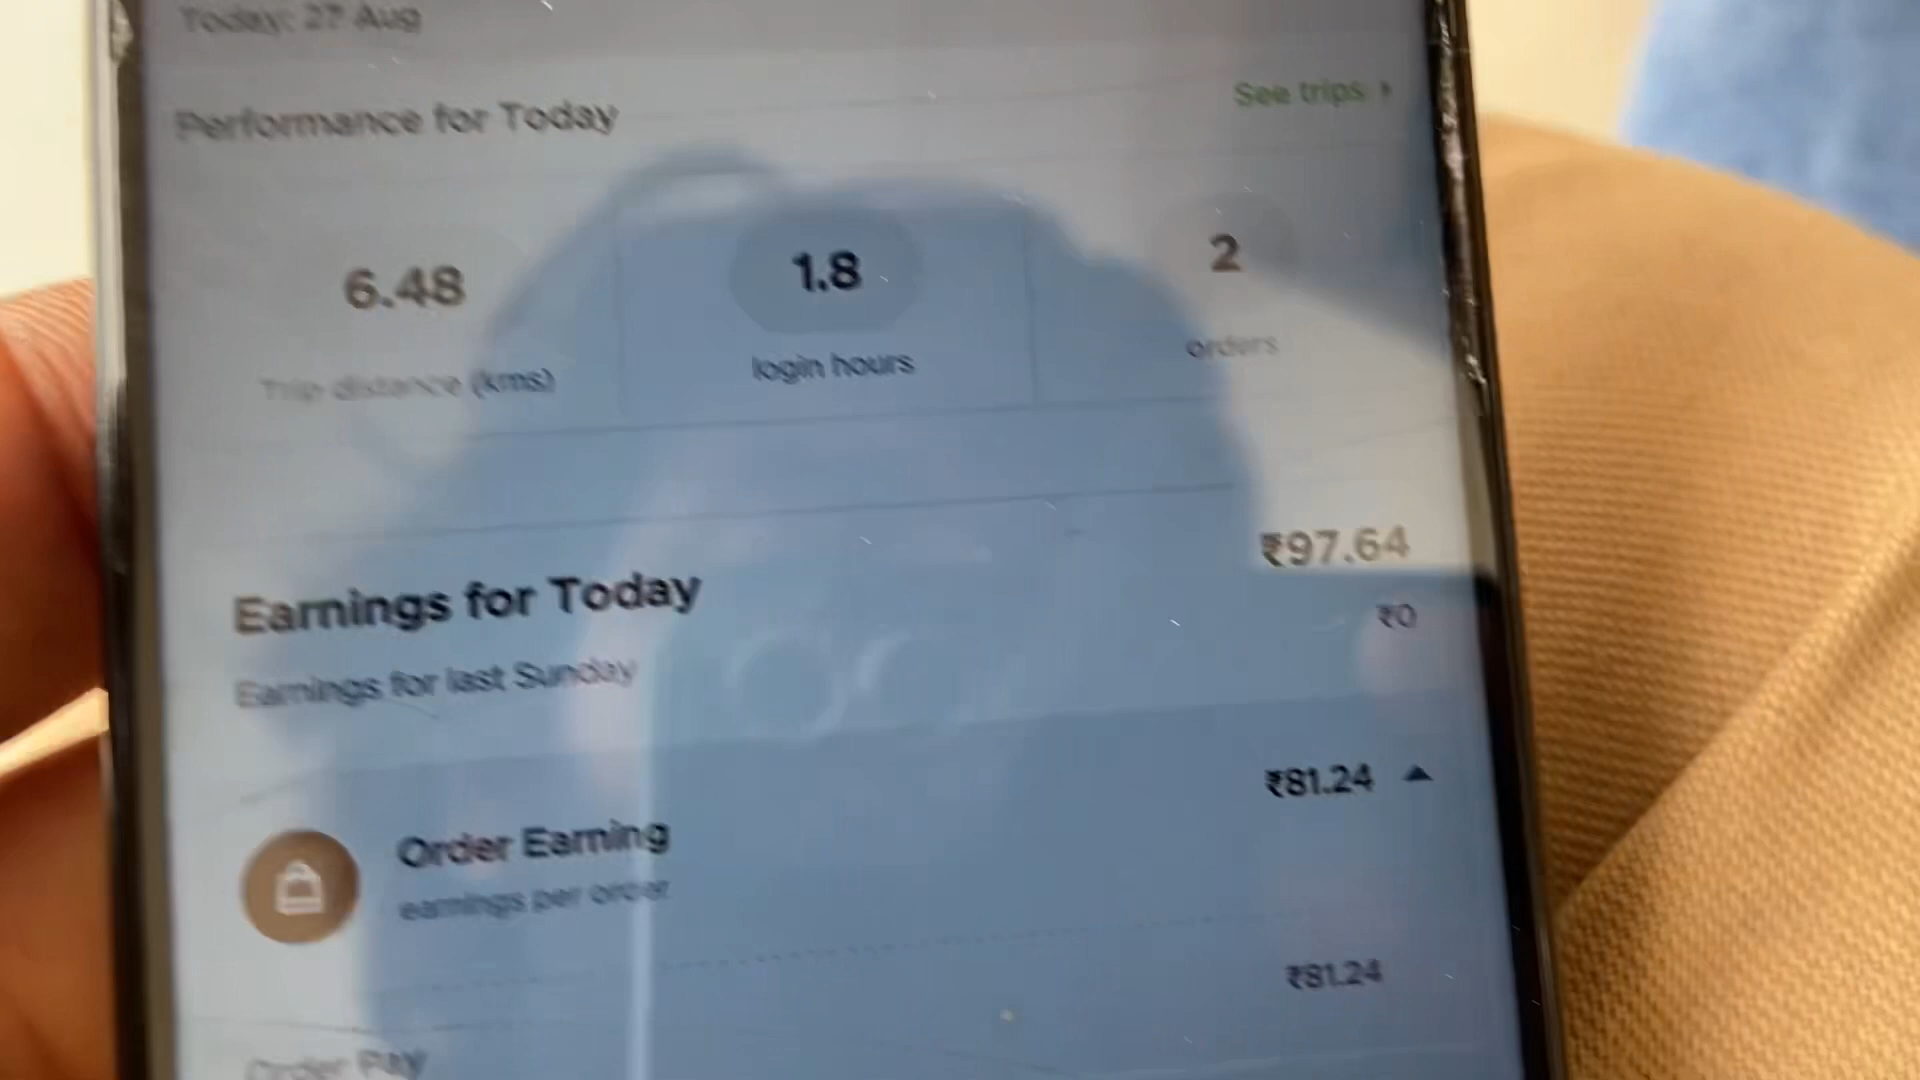 Today: 27 Aug
Performance for Today
See trips
6.48
1.8
2
Trip distance (kms)
login hours
orders
Earnings for Today
₹97.64
Earnings for last Sunday
₹0
Order Earning
₹81.24
earnings per order
Order Pay
₹81.24